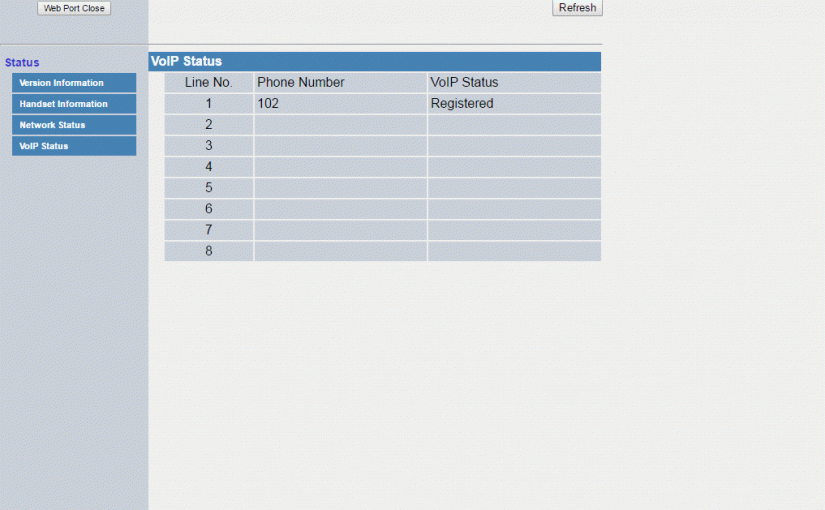 Web Port Close
Refresh
Status
Version Information
Handset Information
Network Status
VoIP Status
VoIP Status
Line No. Phone Number VoIP Status
1 102 Registered
2
3
4
5
6
7
8